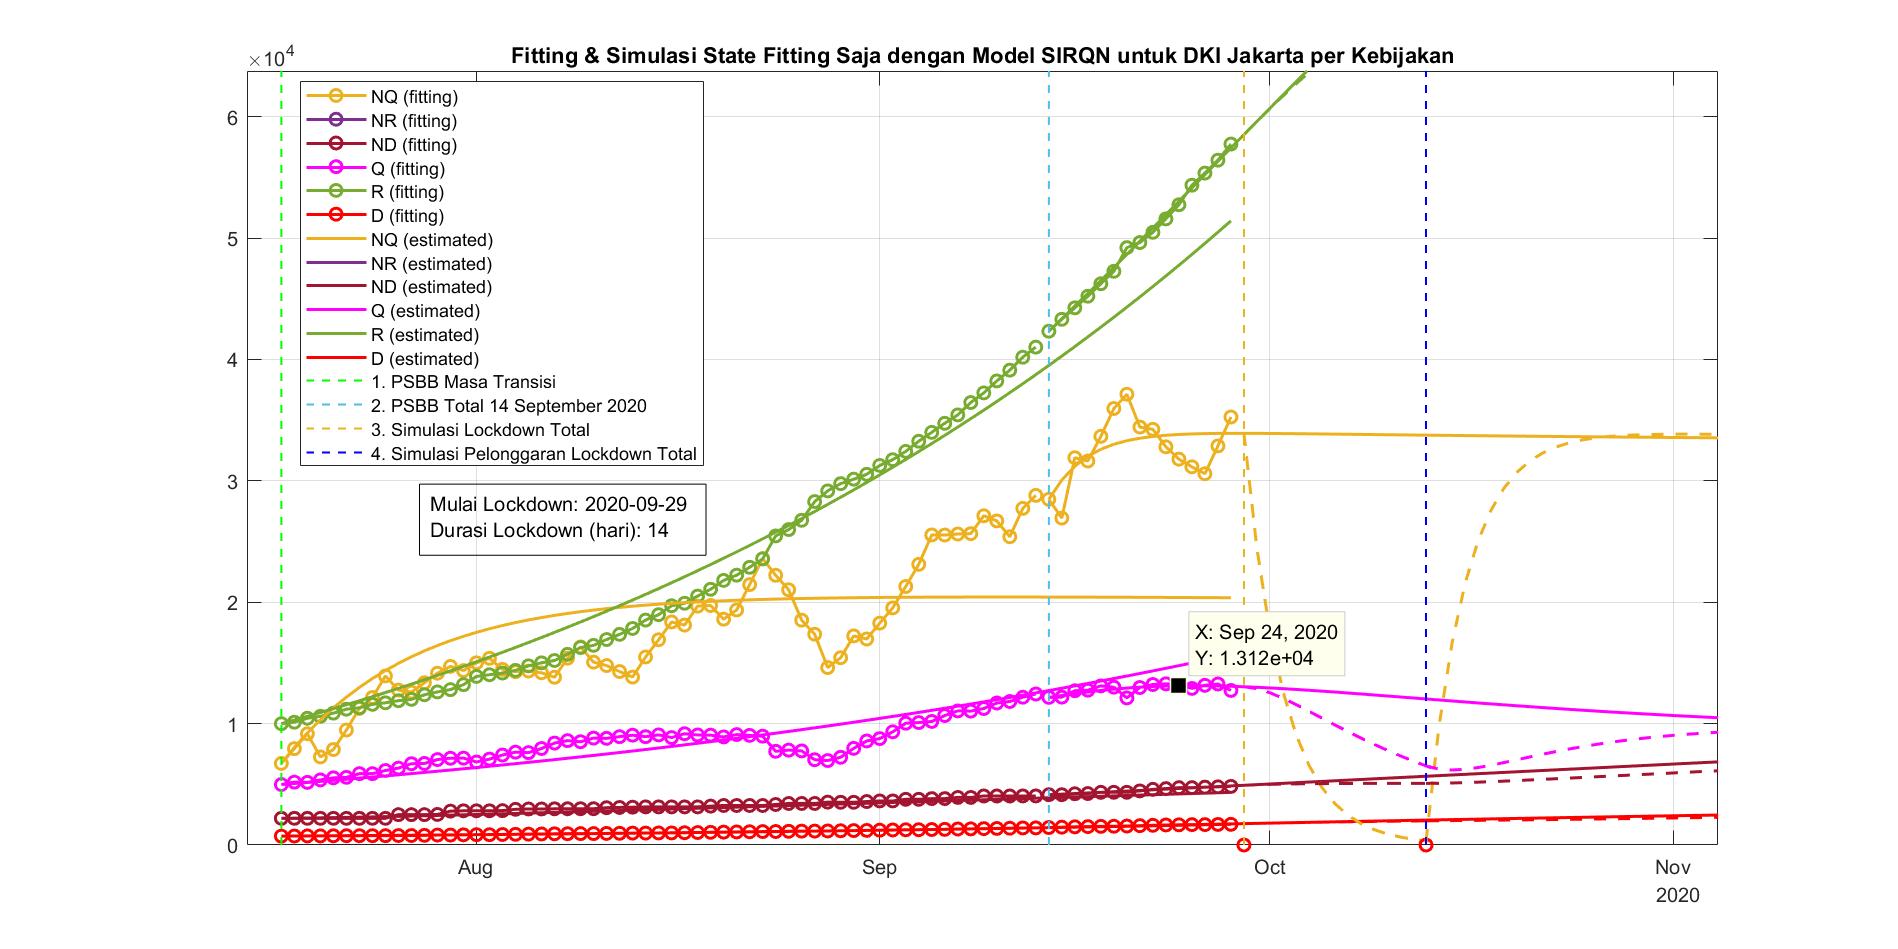 Fitting & Simulasi State Fitting Saja dengan Model SIRQN untuk DKI Jakarta per Kebijakan
×10⁴
6
5
4
3
2
1
0
NQ (fitting)
NR (fitting)
ND (fitting)
Q (fitting)
R (fitting)
D (fitting)
NQ (estimated)
NR (estimated)
ND (estimated)
Q (estimated)
R (estimated)
D (estimated)
1. PSBB Masa Transisi
2. PSBB Total 14 September 2020
3. Simulasi Lockdown Total
4. Simulasi Pelonggaran Lockdown Total
Mulai Lockdown: 2020-09-29
Durasi Lockdown (hari): 14
X: Sep 24, 2020
Y: 1.312e+04
Aug Sep Oct Nov
2020